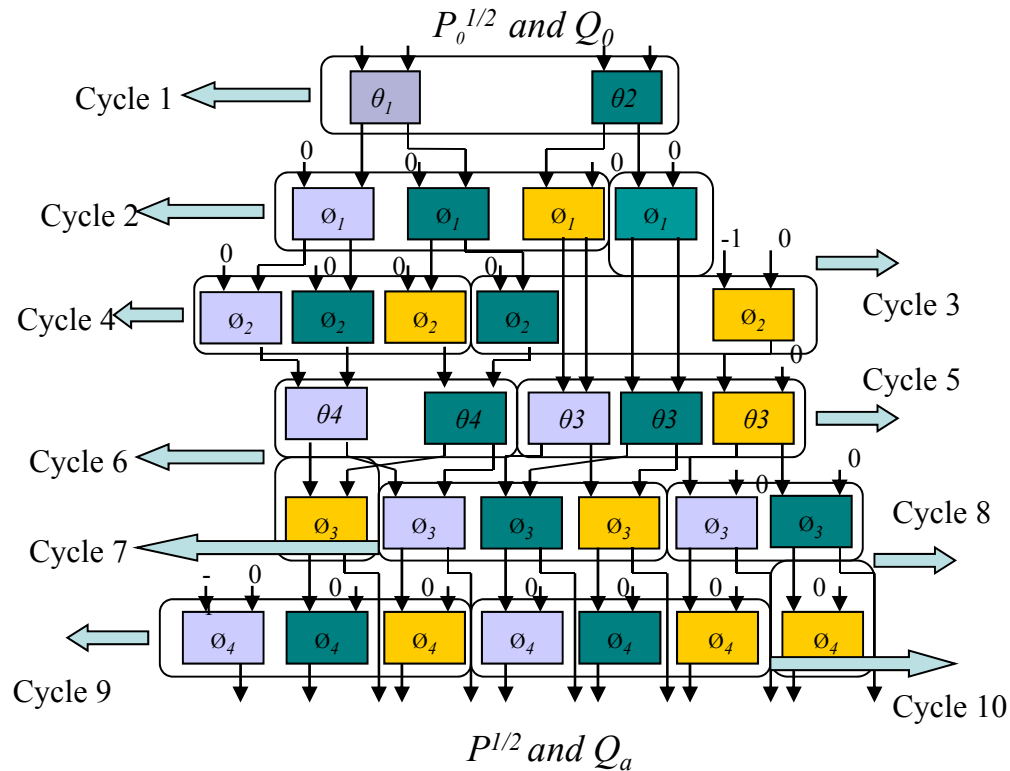 P₀^1/2 and Q₀
Cycle 1
θ₁ θ2
0 0 0 0
Cycle 2
ø₁ ø₁ ø₁ ø₁
-1 0
Cycle 3
0 0 0 0
Cycle 4
ø₂ ø₂ ø₂ ø₂ ø₂
0
Cycle 5
θ4 θ4 θ3 θ3 θ3
Cycle 6
0 0
ø₃ ø₃ ø₃ ø₃ ø₃ ø₃
Cycle 8
Cycle 7
-1 0 0 0 0 0 0 0
ø₄ ø₄ ø₄ ø₄ ø₄ ø₄ ø₄
Cycle 9
Cycle 10
P^1/2 and Qₐ